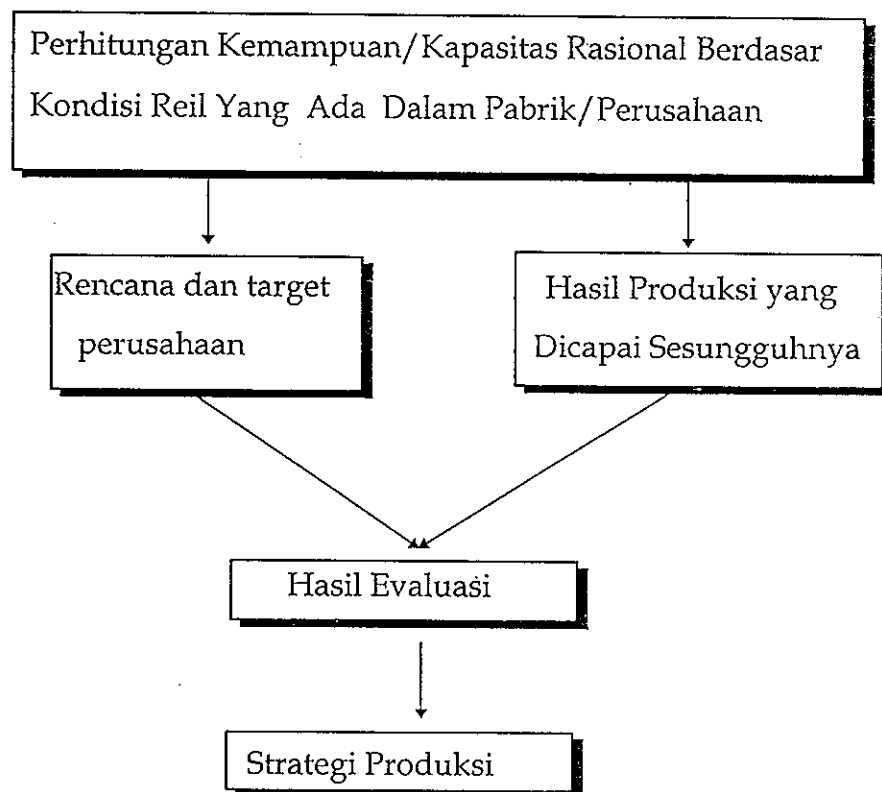 Perhitungan Kemampuan/Kapasitas Rasional Berdasar
Kondisi Reil Yang Ada Dalam Pabrik/Perusahaan
Rencana dan target
perusahaan
Hasil Produksi yang
Dicapai Sesungguhnya
Hasil Evaluasi
Strategi Produksi